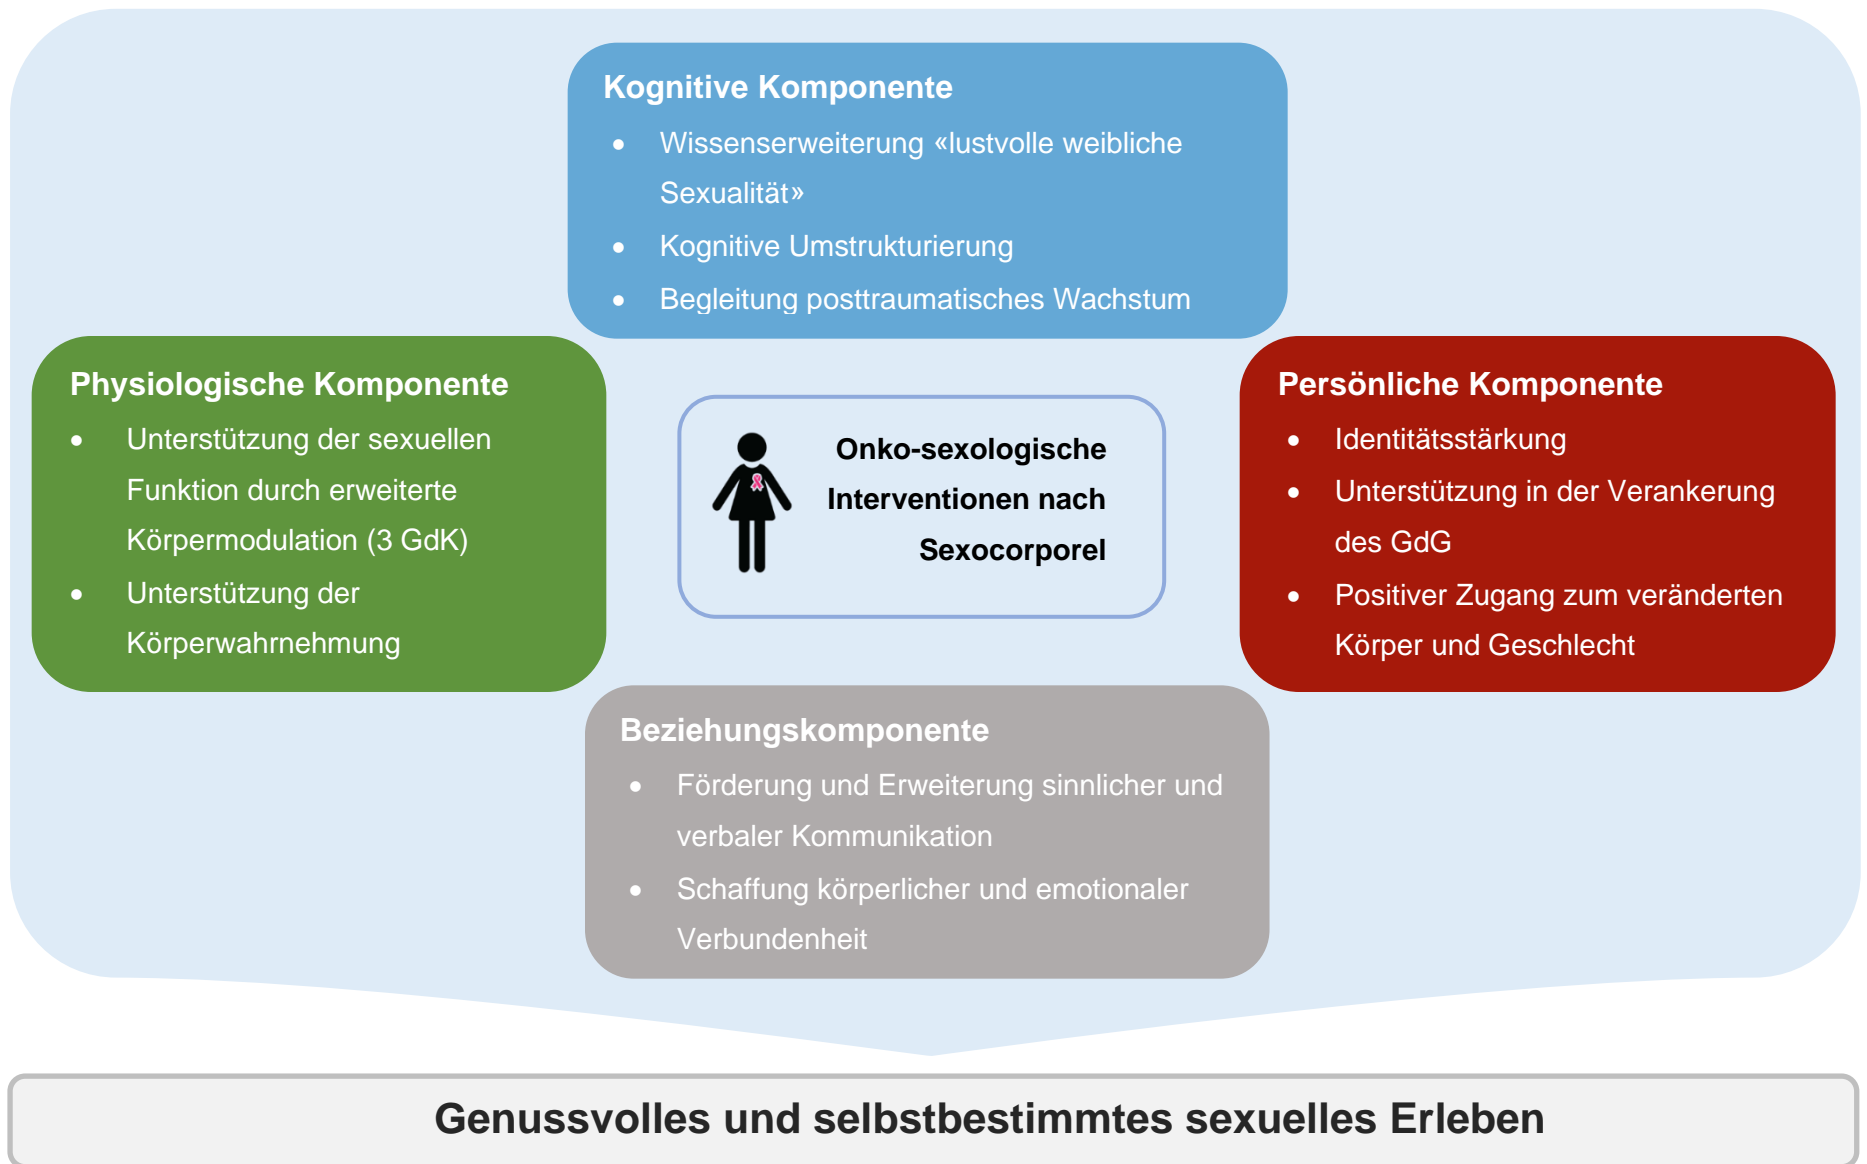 Kognitive Komponente
• Wissenserweiterung «lustvolle weibliche
Sexualität»
• Kognitive Umstrukturierung
• Begleitung posttraumatisches Wachstum
Physiologische Komponente
• Unterstützung der sexuellen
Funktion durch erweiterte
Körpermodulation (3 GdK)
• Unterstützung der
Körperwahrnehmung
Onko-sexologische
Interventionen nach
Sexocorporel
Persönliche Komponente
• Identitätsstärkung
• Unterstützung in der Verankerung
des GdG
• Positiver Zugang zum veränderten
Körper und Geschlecht
Beziehungskomponente
• Förderung und Erweiterung sinnlicher und
verbaler Kommunikation
• Schaffung körperlicher und emotionaler
Verbundenheit
Genussvolles und selbstbestimmtes sexuelles Erleben